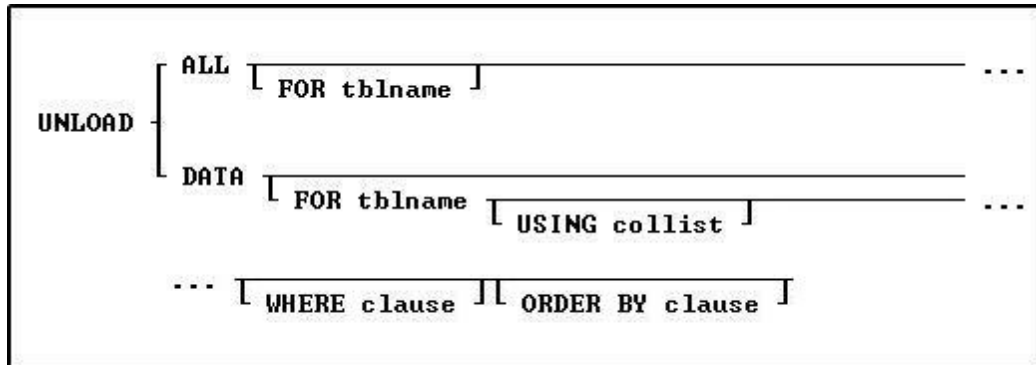 ALL ...
FOR tblname
UNLOAD
DATA
FOR tblname ...
USING collist
... WHERE clause ORDER BY clause